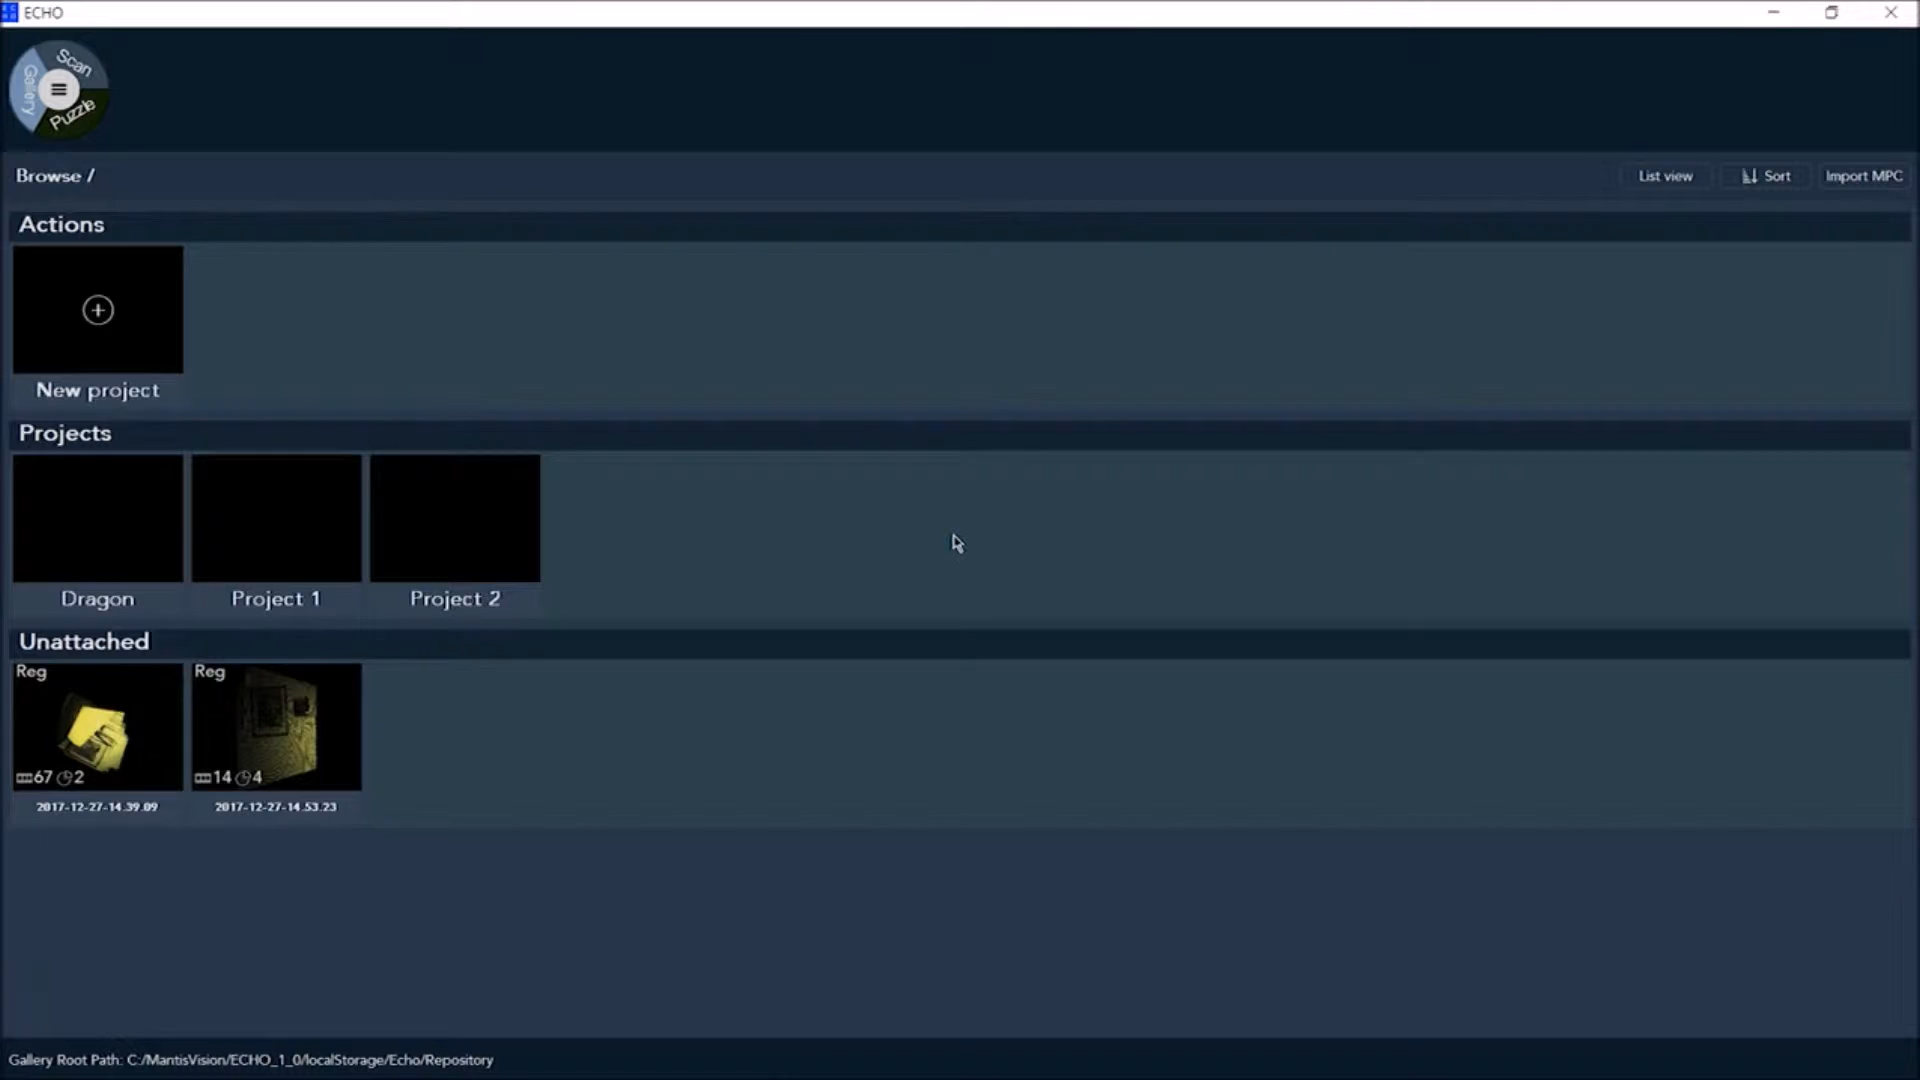 ECHO
Scan
Gallery
Puzzle
Browse /
List view
Sort
Import MPC
Actions
New project
Projects
Dragon
Project 1
Project 2
Unattached
Reg
Reg
67 2
14 4
2017-12-27-14.39.09
2017-12-27-14.53.23
Gallery Root Path: C:/MantisVision/ECHO_1_0/localStorage/Echo/Repository